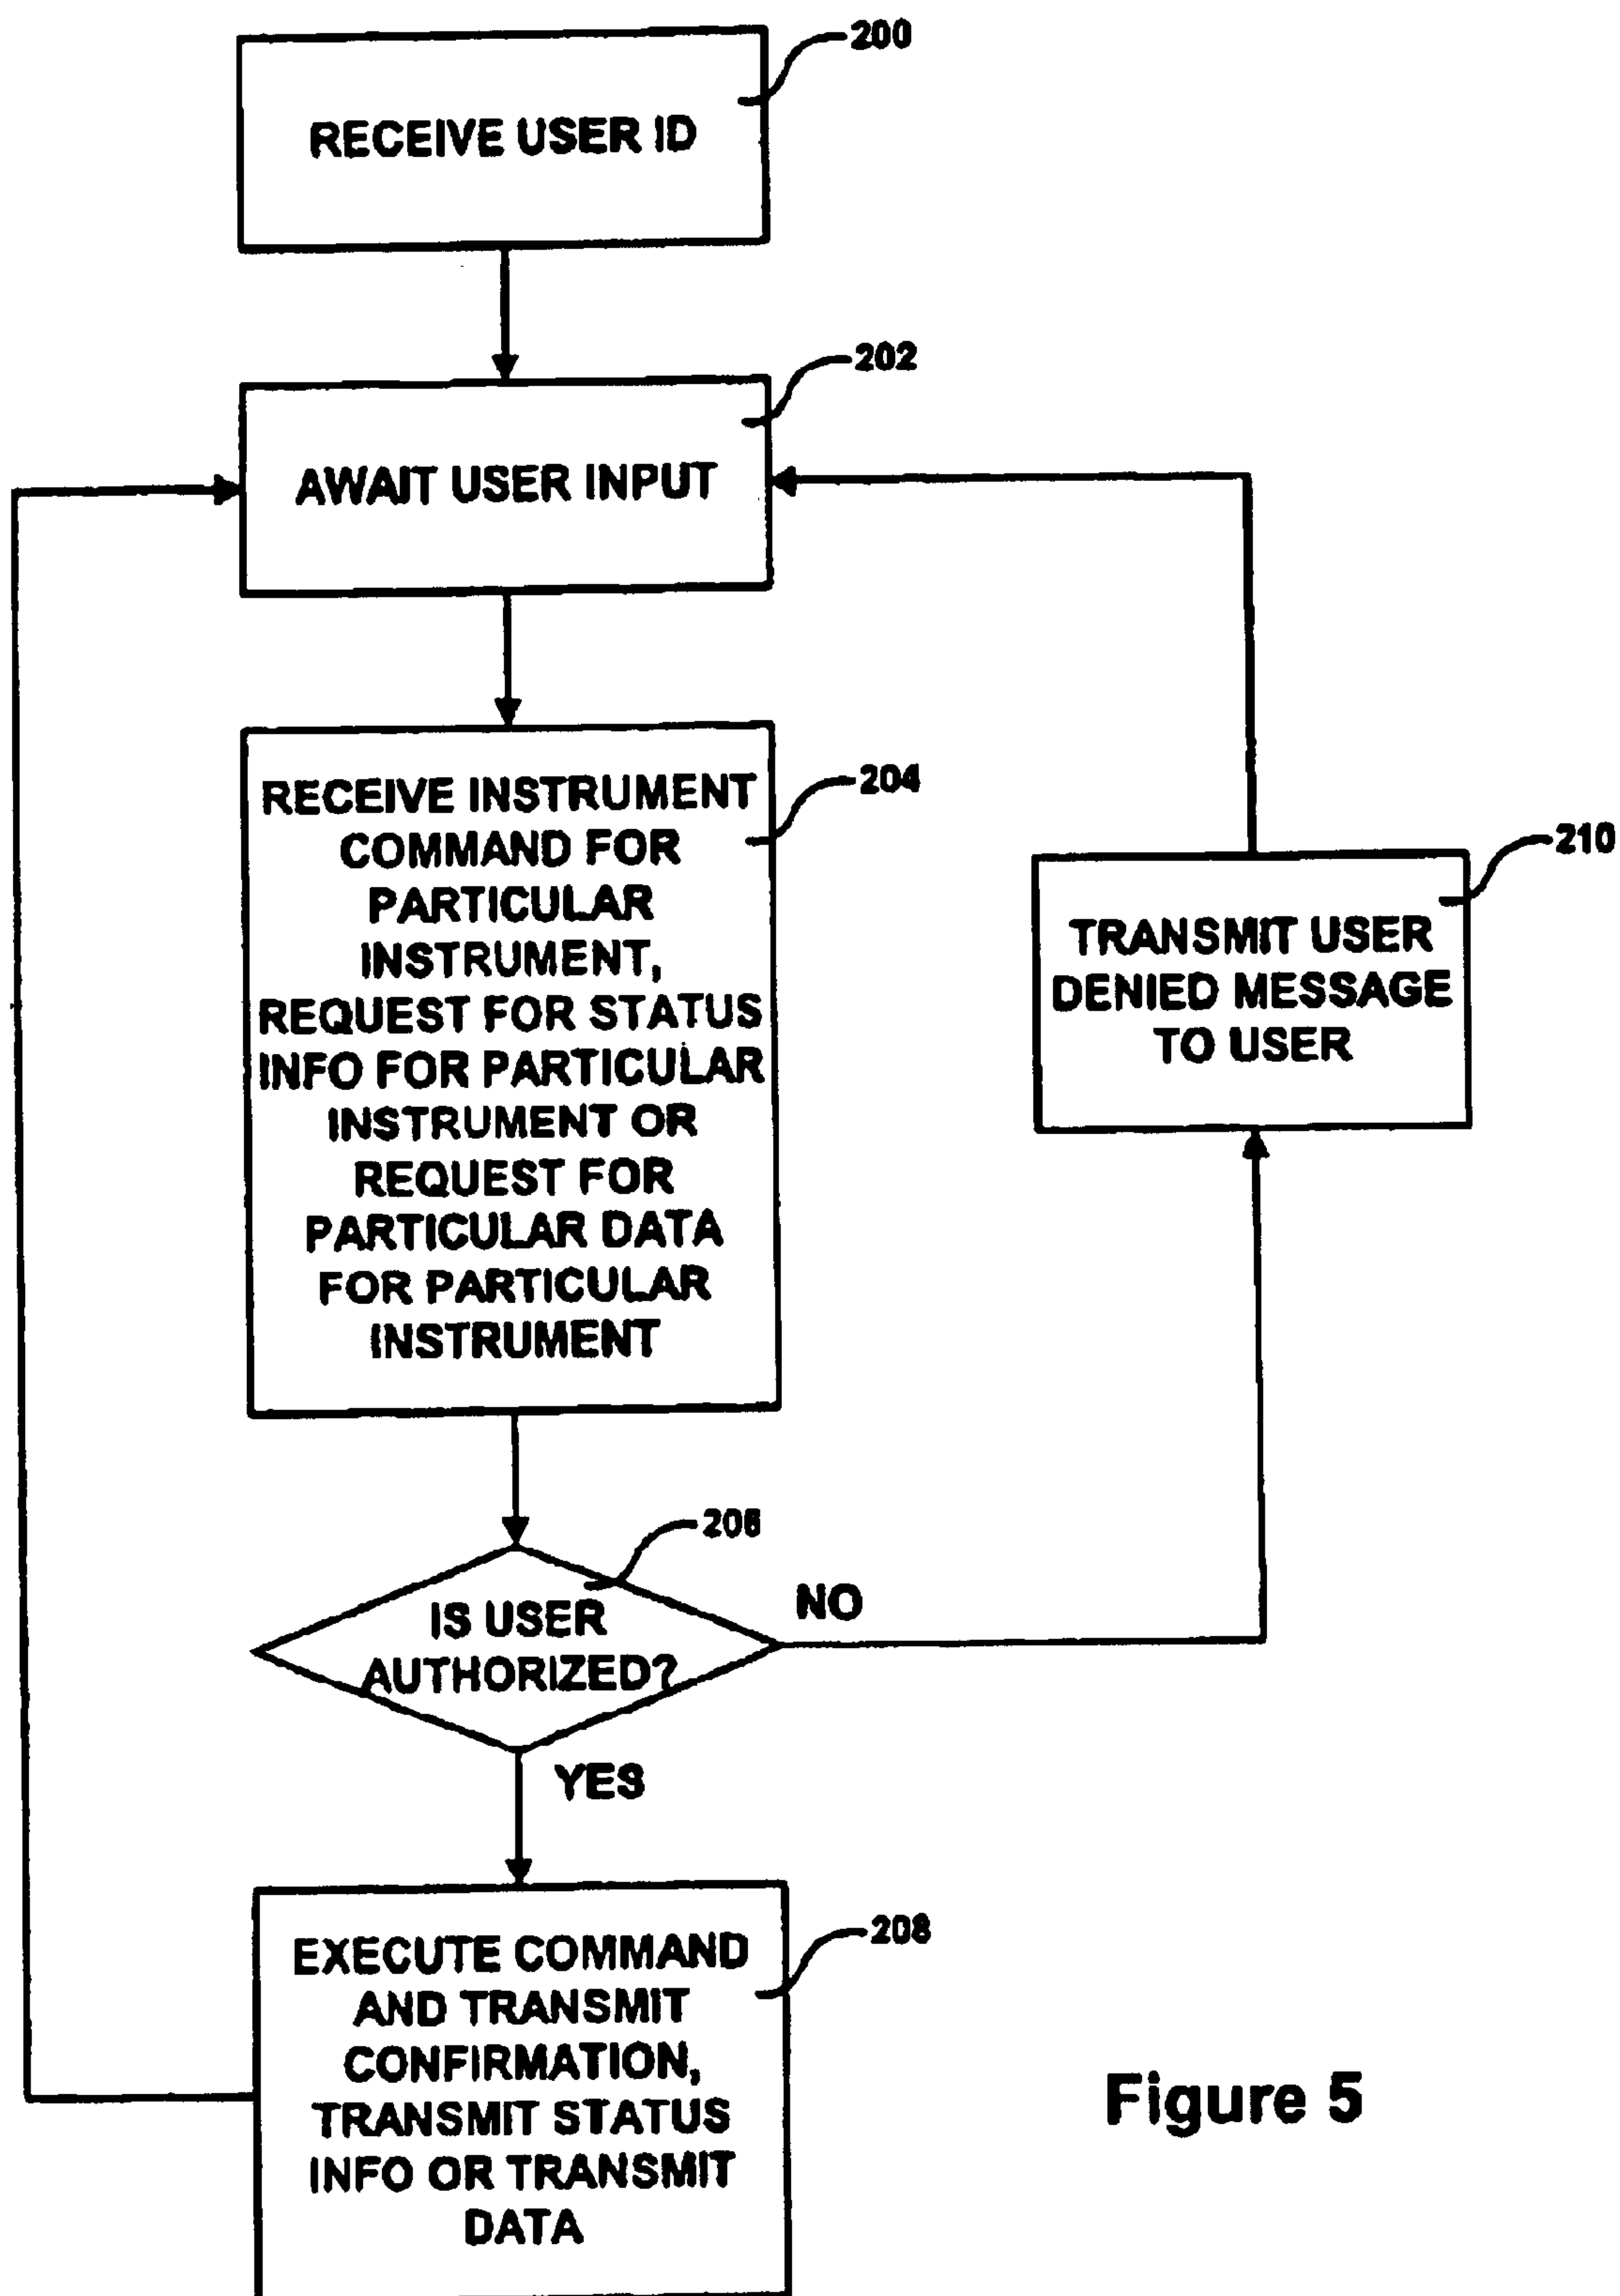 200
RECEIVE USER ID
202
AWAIT USER INPUT
204
RECEIVE INSTRUMENT
COMMAND FOR
PARTICULAR
INSTRUMENT,
REQUEST FOR STATUS
INFO FOR PARTICULAR
INSTRUMENT OR
REQUEST FOR
PARTICULAR DATA
FOR PARTICULAR
INSTRUMENT
210
TRANSMIT USER
DENIED MESSAGE
TO USER
206
IS USER
AUTHORIZED?
NO
YES
208
EXECUTE COMMAND
AND TRANSMIT
CONFIRMATION,
TRANSMIT STATUS
INFO OR TRANSMIT
DATA
Figure 5